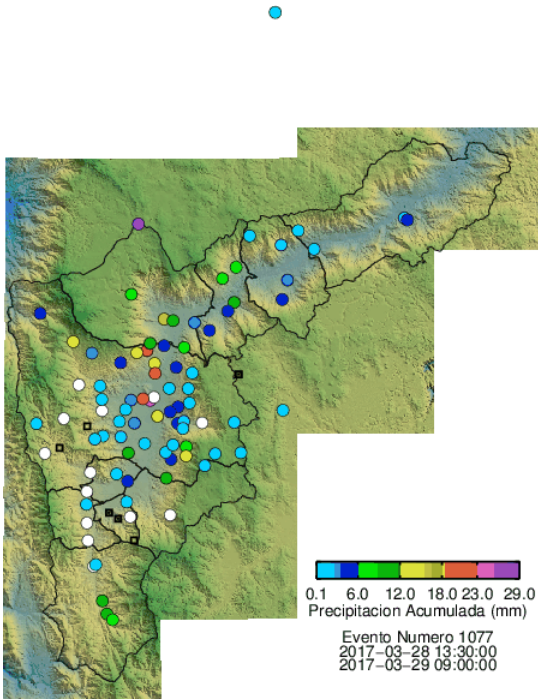 0.1 6.0 12.0 18.0 23.0 29.0
Precipitacion Acumulada (mm)
Evento Numero 1077
2017-03-28 13:30:00
2017-03-29 09:00:00